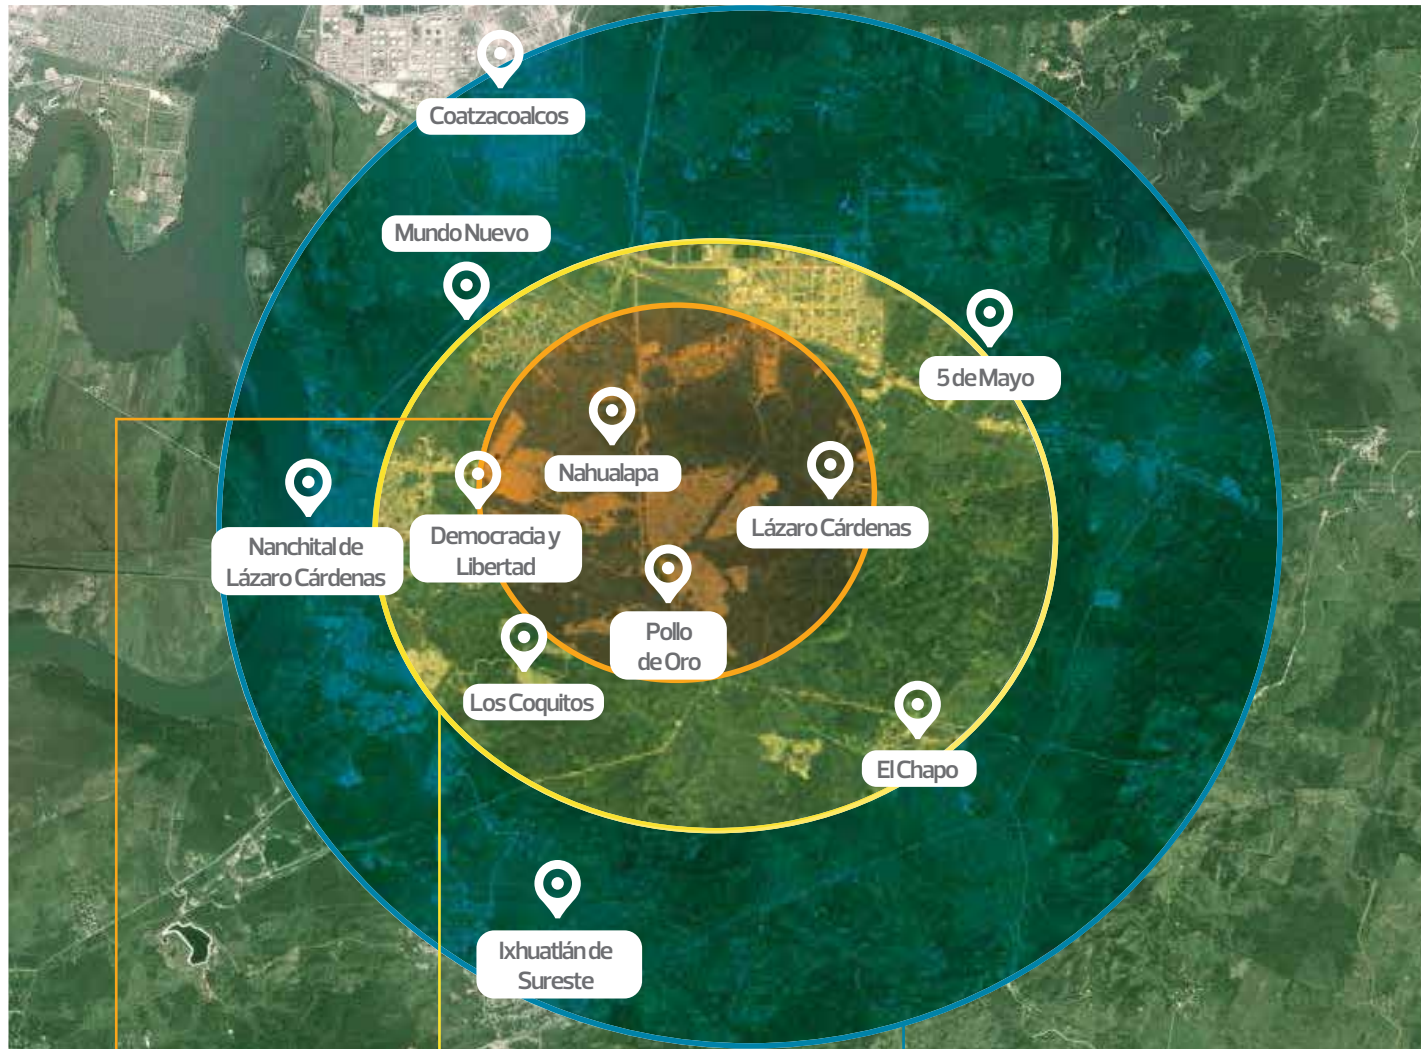 Coatzacoalcos
Mundo Nuevo
5 de Mayo
Nahualapa
Lázaro Cárdenas
Nanchital de
Lázaro Cárdenas
Democracia y
Libertad
Pollo
de Oro
Los Coquitos
El Chapo
Ixhuatlán de
Sureste